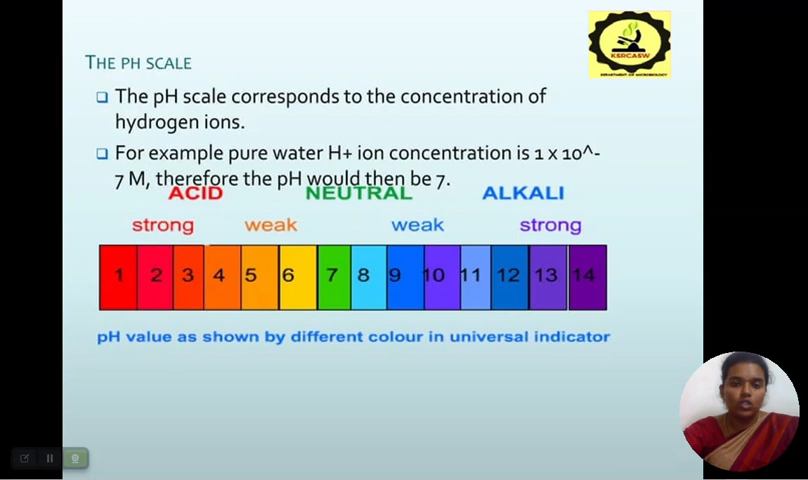 KSRCASW
DEPARTMENT OF MICROBIOLOGY
THE PH SCALE
The pH scale corresponds to the concentration of
hydrogen ions.
For example pure water H+ ion concentration is 1 x 10^-
7 M, therefore the pH would then be 7.
ACID NEUTRAL ALKALI
strong weak weak strong
1 2 3 4 5 6 7 8 9 10 11 12 13 14
pH value as shown by different colour in universal indicator